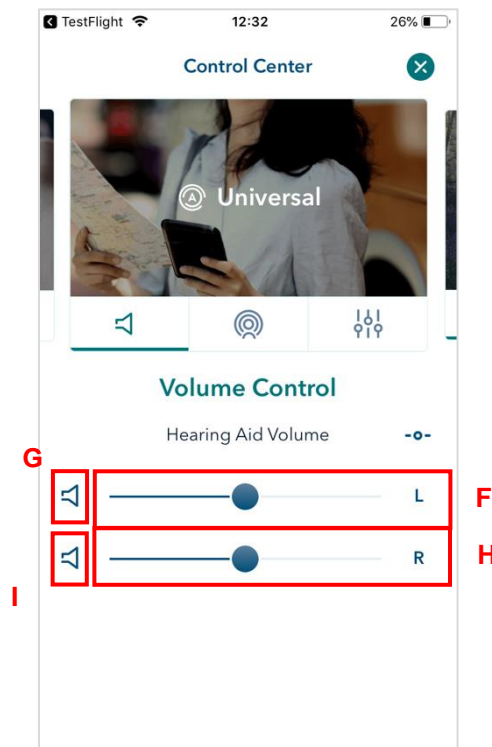 TestFlight 12:32 26%
Control Center
A Universal
Volume Control
Hearing Aid Volume
G
L F
R H
I